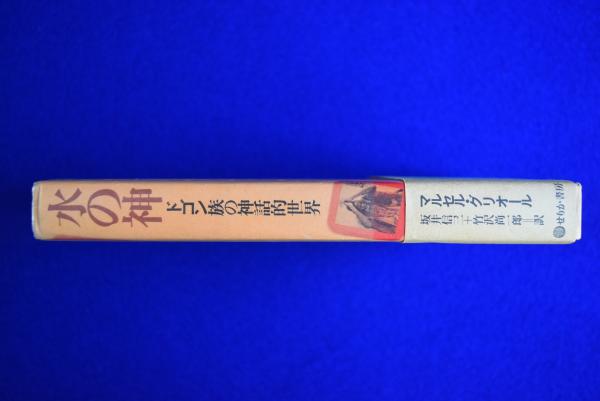 水の神
ドゴン族の神話的世界
マルセル・グリオール
坂井信三＋竹沢尚一郎＝訳
せりか書房